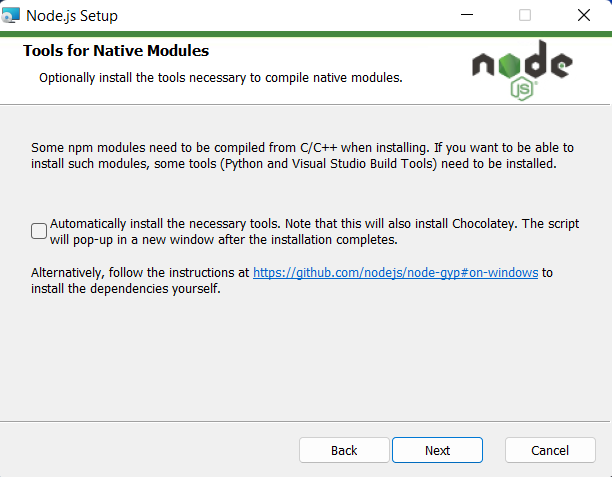 Node.js Setup
Tools for Native Modules
Optionally install the tools necessary to compile native modules.
node
JS
Some npm modules need to be compiled from C/C++ when installing. If you want to be able to
install such modules, some tools (Python and Visual Studio Build Tools) need to be installed.
Automatically install the necessary tools. Note that this will also install Chocolatey. The script
will pop-up in a new window after the installation completes.
Alternatively, follow the instructions at https://github.com/nodejs/node-gyp#on-windows to
install the dependencies yourself.
Back
Next
Cancel